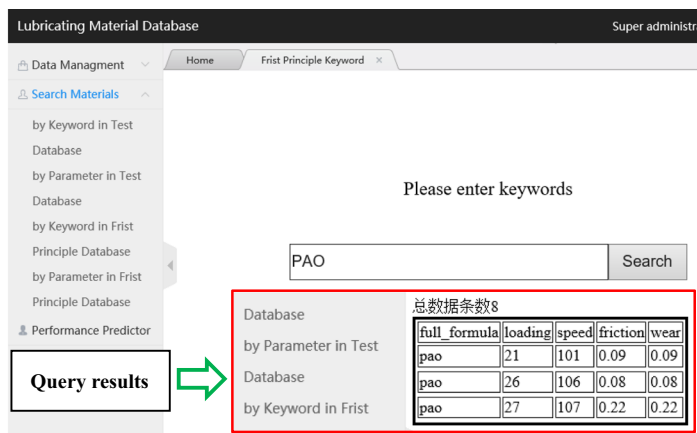 Lubricating Material Database
Super administr
Data Managment
Home
Frist Principle Keyword ×
Search Materials
by Keyword in Test
Database
by Parameter in Test
Database
by Keyword in Frist
Principle Database
by Parameter in Frist
Principle Database
Performance Predictor
Please enter keywords
PAO
Search
Query results
Database
by Parameter in Test
Database
by Keyword in Frist
总数据条数8
full_formula loading speed friction wear
pao 21 101 0.09 0.09
pao 26 106 0.08 0.08
pao 27 107 0.22 0.22